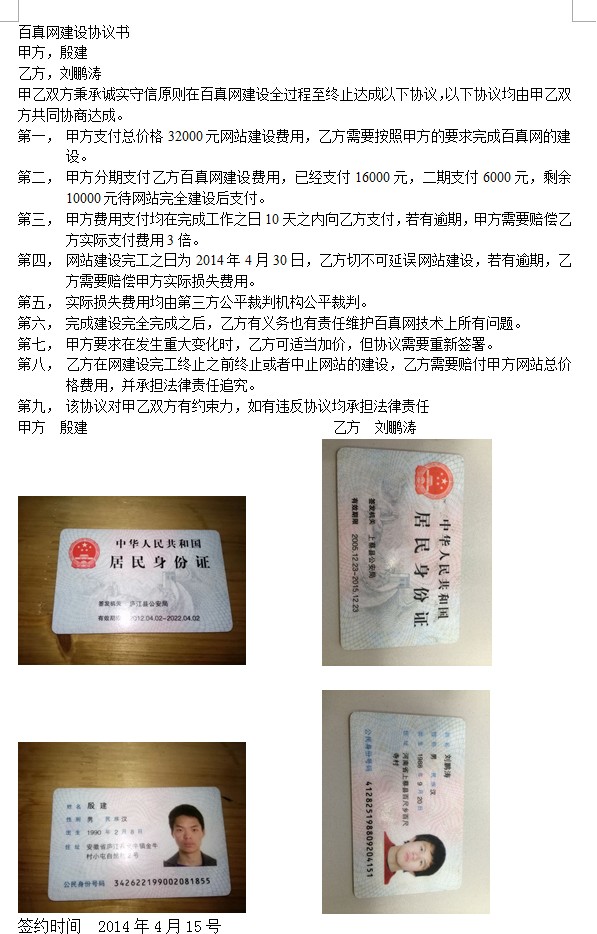 百真网建设协议书
甲方，殷建
乙方，刘鹏涛
甲乙双方秉承诚实守信原则在百真网建设全过程至终止达成以下协议，以下协议均由甲乙双
方共同协商达成。
第一， 甲方支付总价格 32000 元网站建设费用，乙方需要按照甲方的要求完成百真网的建
设。
第二， 甲方分期支付乙方百真网建设费用，已经支付 16000 元，二期支付 6000 元，剩余
10000 元待网站完全建设后支付。
第三， 甲方费用支付均在完成工作之日 10 天之内向乙方支付，若有逾期，甲方需要赔偿乙
方实际支付费用 3 倍。
第四， 网站建设完工之日为 2014 年 4 月 30 日，乙方切不可延误网站建设，若有逾期，乙
方需要赔偿甲方实际损失费用。
第五， 实际损失费用均由第三方公平裁判机构公平裁判。
第六， 完成建设完全完成之后，乙方有义务也有责任维护百真网技术上所有问题。
第七， 甲方要求在发生重大变化时，乙方可适当加价，但协议需要重新签署。
第八， 乙方在网建设完工终止之前终止或者中止网站的建设，乙方需要赔付甲方网站总价
格费用，并承担法律责任追究。
第九， 该协议对甲乙双方有约束力，如有违反协议均承担法律责任
甲方 殷建
乙方 刘鹏涛
中华人民共和国
居民身份证
签发机关 庐江县公安局
有效期限 2012.04.02-2022.04.02
中华人民共和国
居民身份证
签发机关 上蔡县公安局
有效期限 2005.12.23-2015.12.23
姓名 殷建
性别 男 民族 汉
出生 1990 年 2 月 8 日
住址 安徽省庐江县 镇金牛
村小屯自然 号
公民身份号码 342622199002081855
姓名 刘鹏涛
性别 男 民族 汉
出生 1988 年 9 月 20 日
住址 河南省上蔡县百尺乡百尺
寺村
公民身份号码 412825198809204151
签约时间 2014 年 4 月 15 号